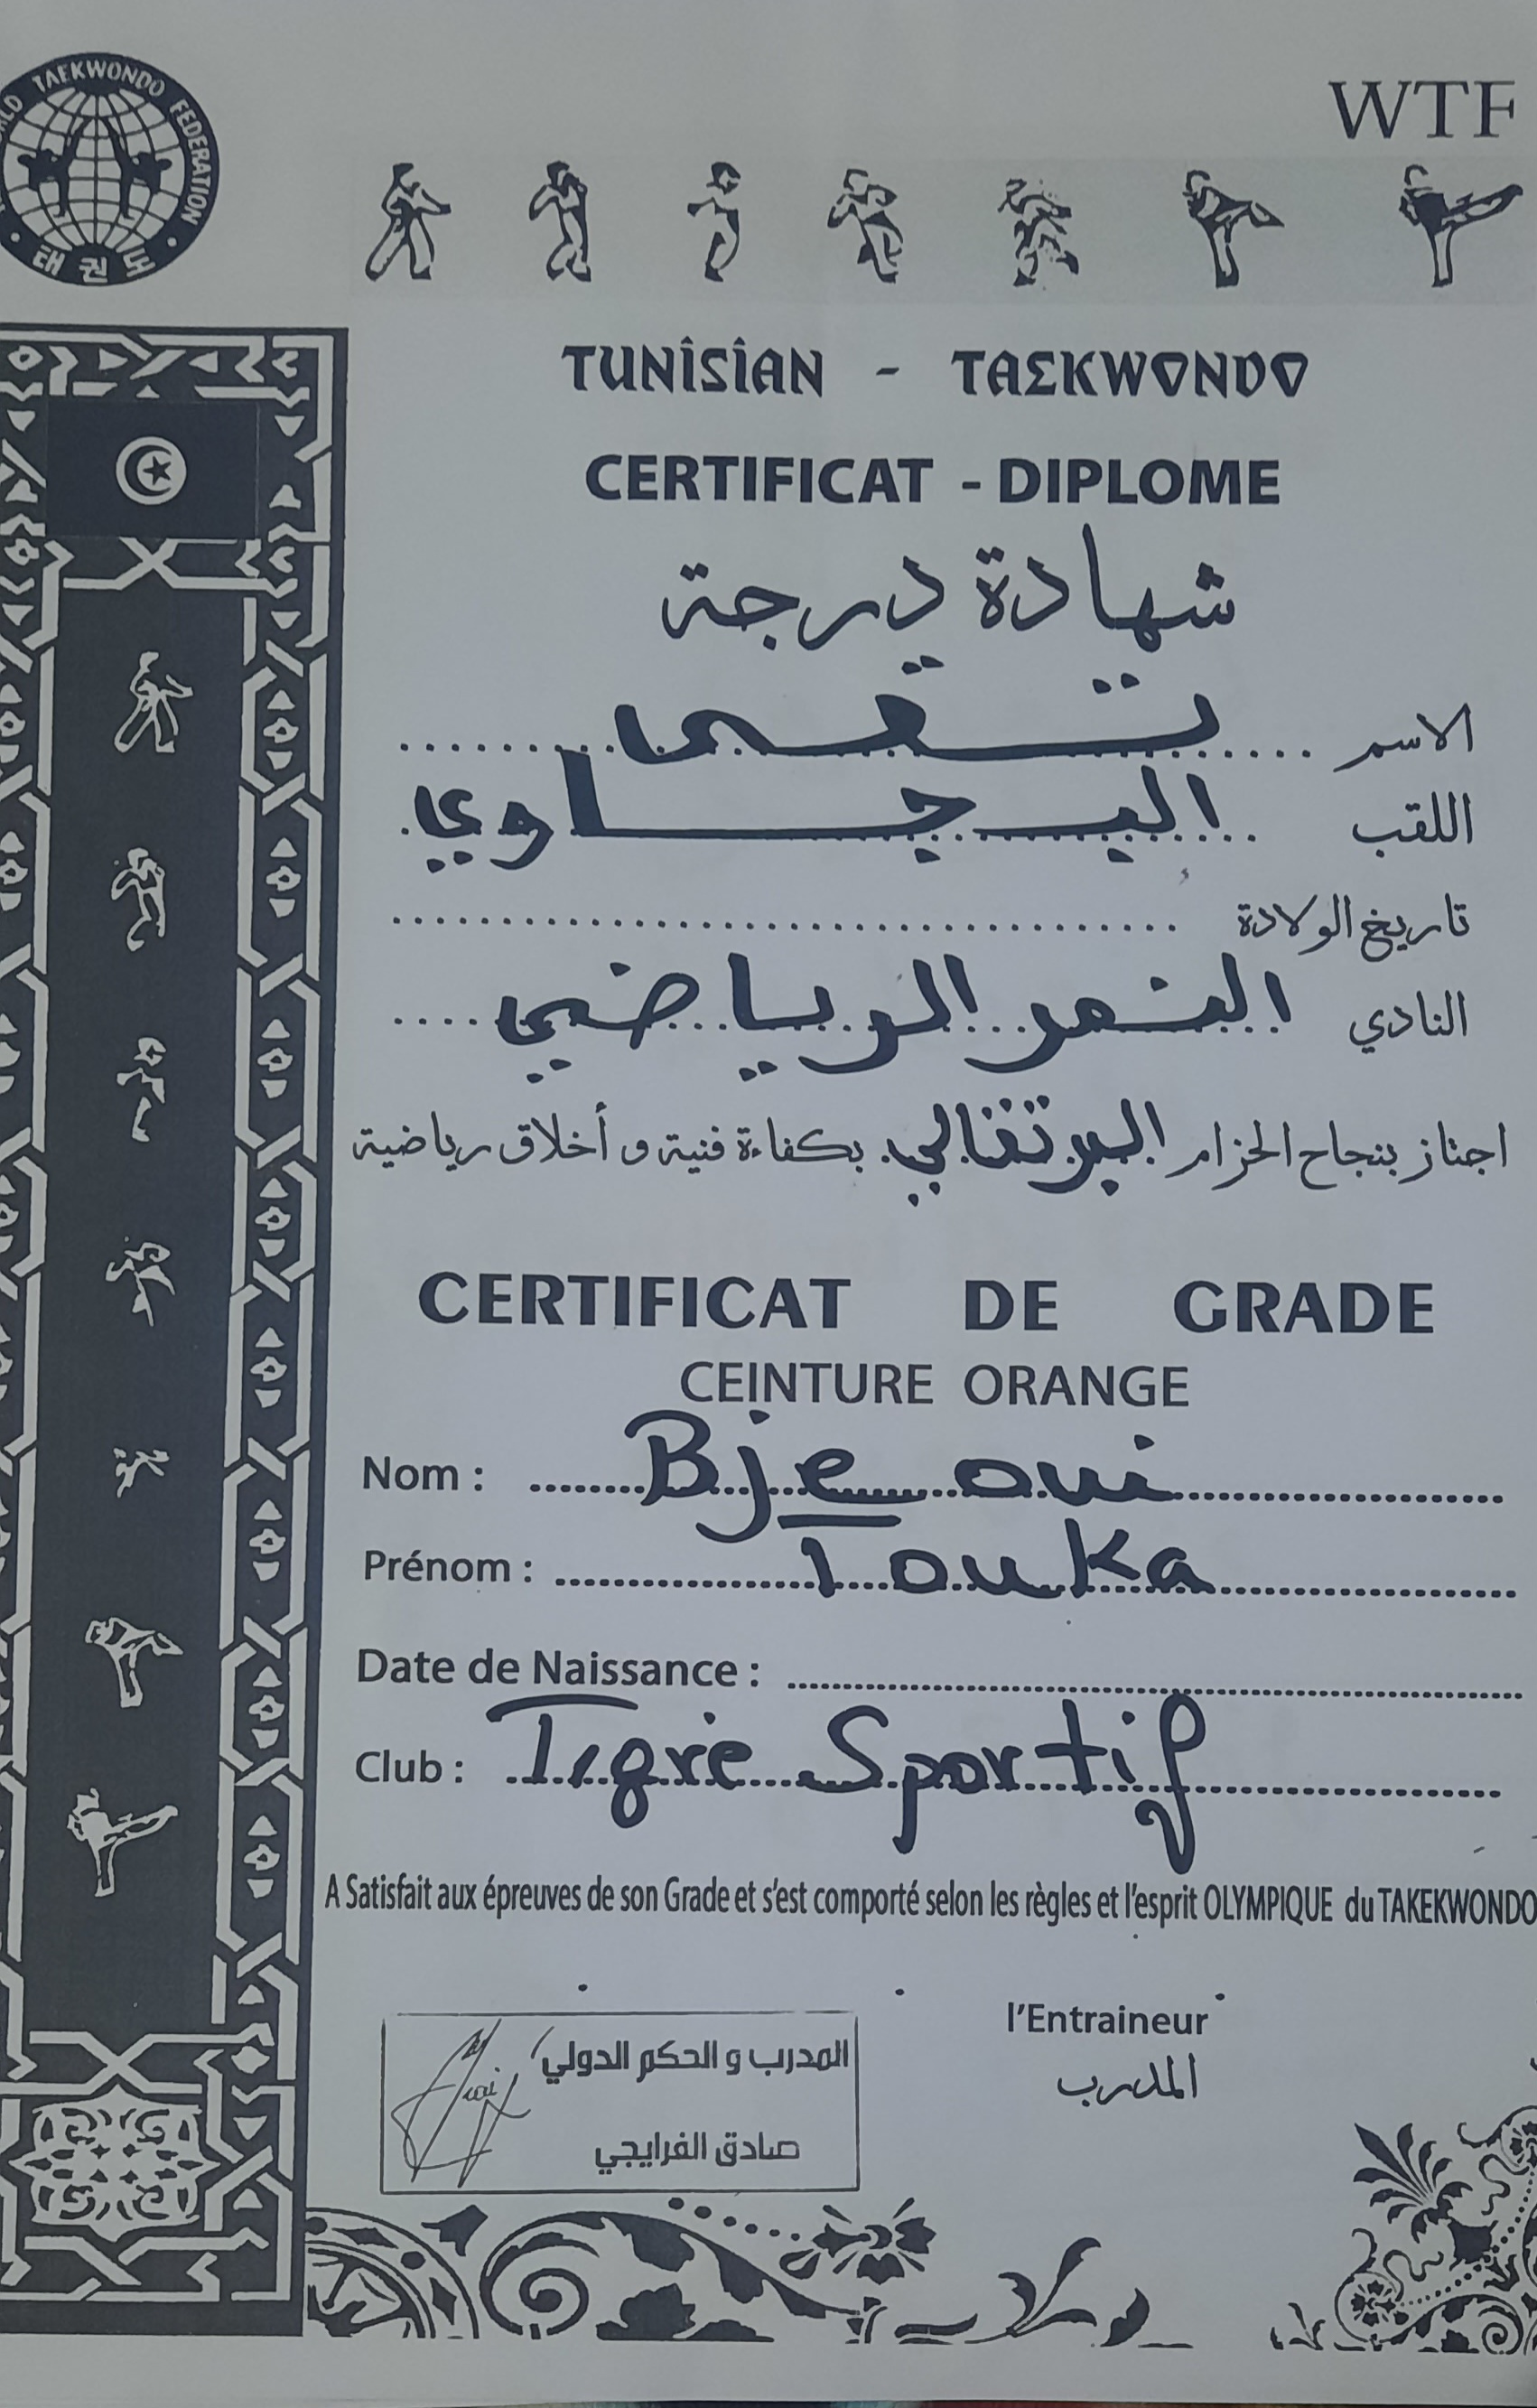 WORLD TAEKWONDO FEDERATION
태권도
WTF
TUNISIAN - TAEKWONDO
CERTIFICAT - DIPLOME
شهادة درجة
الاسم تقى
اللقب البجاوي
تاريخ الولادة
النادي النمر الرياضي
اجتاز بنجاح الحزام البرتقالي بكفاءة فنية و أخلاق رياضية
CERTIFICAT DE GRADE
CEINTURE ORANGE
Nom : Bjeoui
Prénom : Touka
Date de Naissance :
Club : Tigre Sportif
A Satisfait aux épreuves de son Grade et s'est comporté selon les règles et l'esprit OLYMPIQUE du TAKEKWONDO
l'Entraineur
المدرب
المدرب و الحكم الدولي
صادق الفرايجي